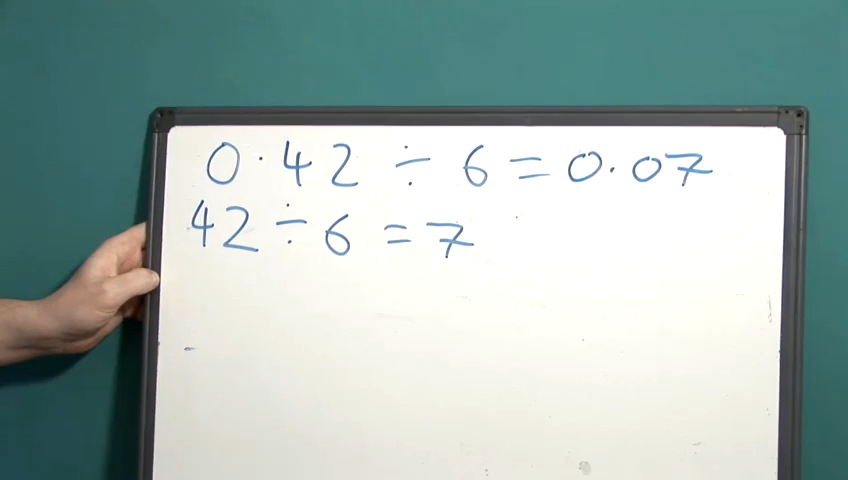 0·42 ÷ 6 = 0·07
42 ÷ 6 = 7